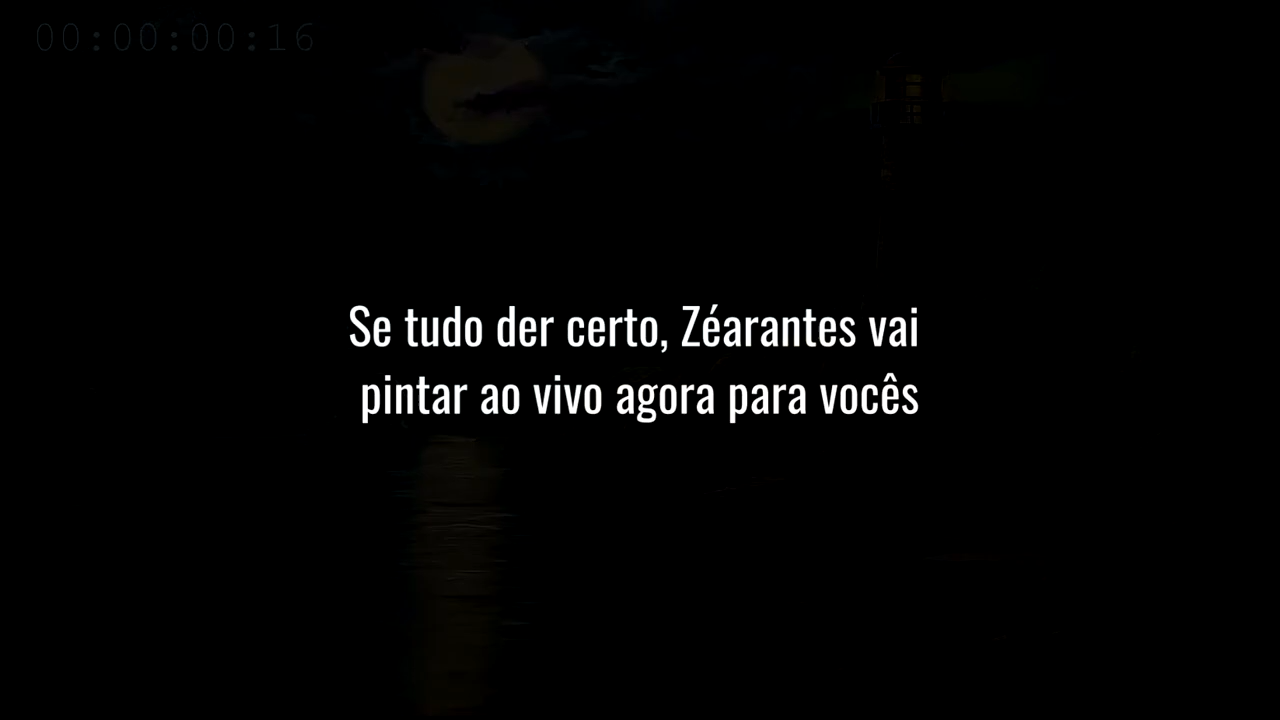 00:00:00:16
Se tudo der certo, Zéarantes vai
pintar ao vivo agora para vocês